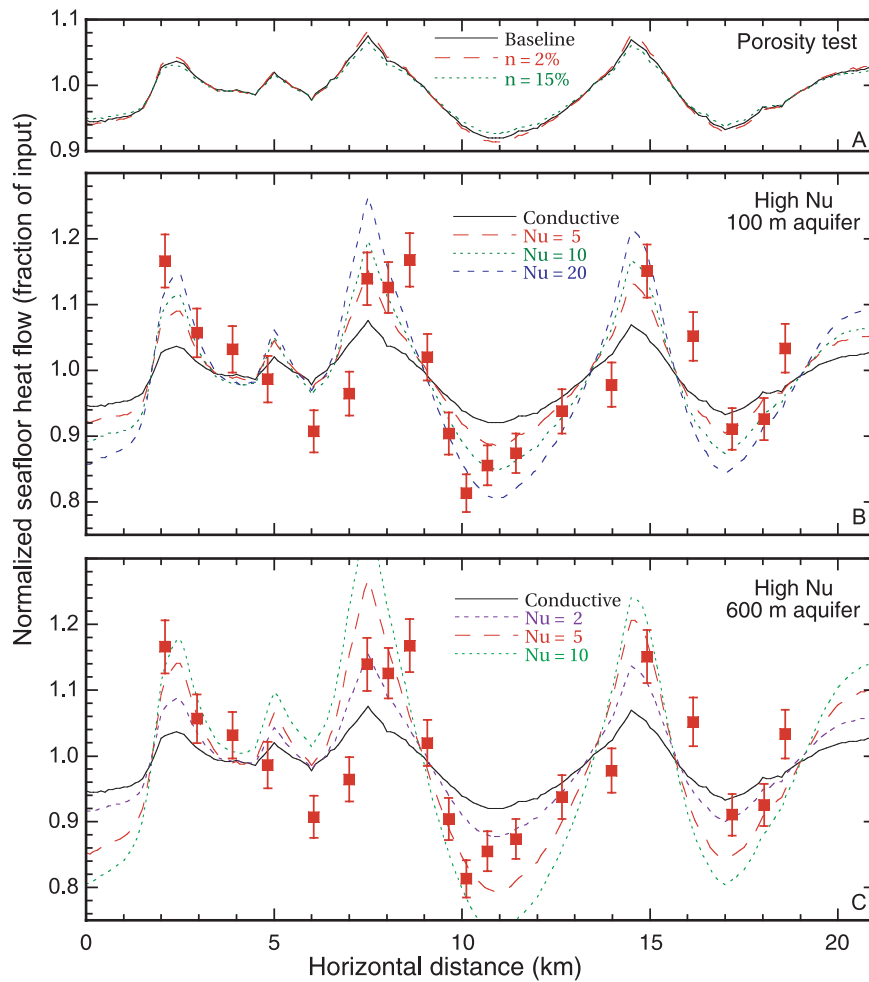 Normalized seafloor heat flow (fraction of input)
1.1
1.0
0.9
Baseline
n = 2%
n = 15%
Porosity test
A
1.2
1.1
1.0
0.9
0.8
Conductive
Nu = 5
Nu = 10
Nu = 20
High Nu
100 m aquifer
B
1.2
1.1
1.0
0.9
0.8
Conductive
Nu = 2
Nu = 5
Nu = 10
High Nu
600 m aquifer
C
0 5 10 15 20
Horizontal distance (km)